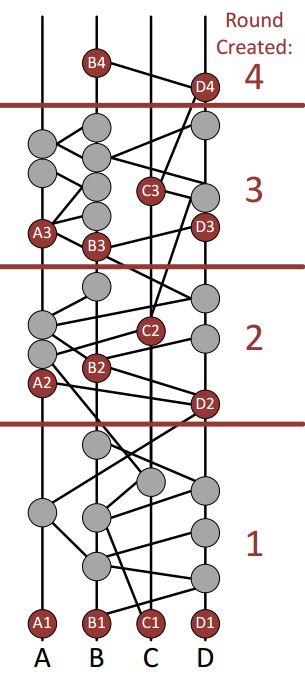 Round
Created:
B4
D4
4
C3
3
A3
D3
B3
C2
2
B2
A2
D2
1
A1 B1 C1 D1
A B C D